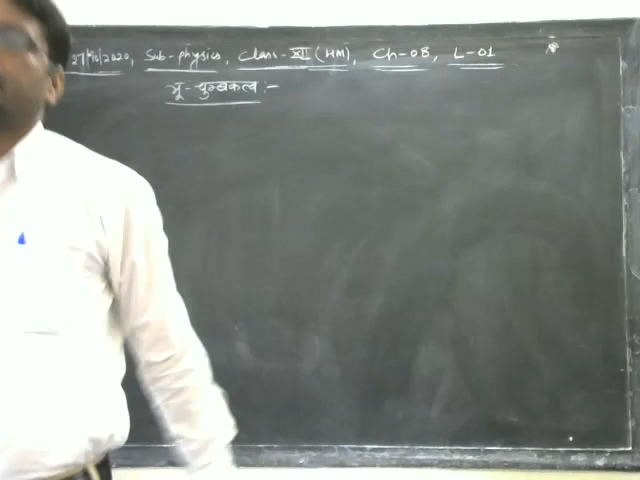 27/10/2020, Sub-physics, Class-XII (HM), Ch-08, L-01
भू-चुम्बकत्व :-